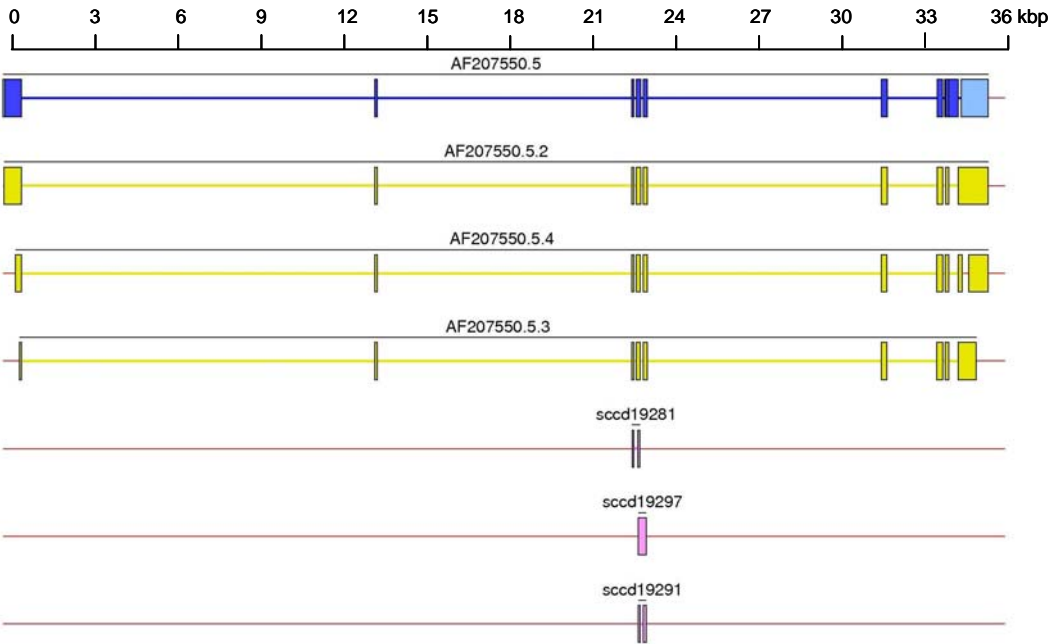 0 3 6 9 12 15 18 21 24 27 30 33 36 kbp
AF207550.5
AF207550.5.2
AF207550.5.4
AF207550.5.3
sccd19281
sccd19297
sccd19291